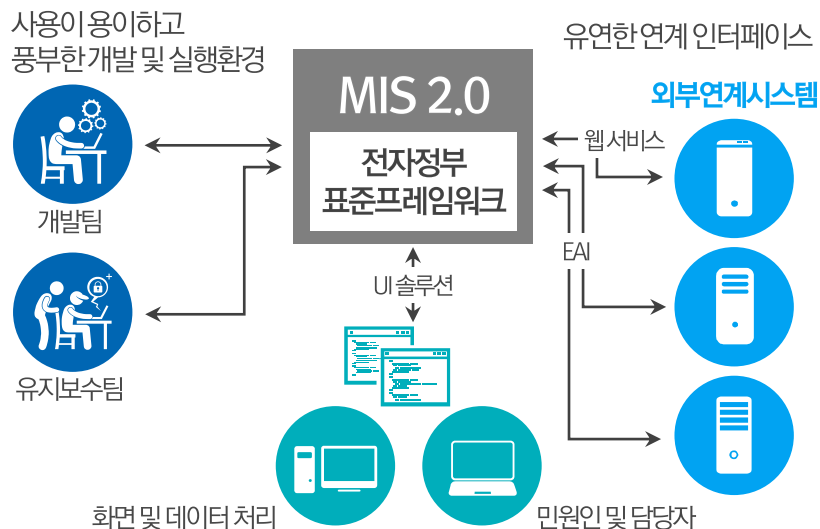 사용이 용이하고
풍부한 개발 및 실행환경
유연한 연계 인터페이스
MIS 2.0
전자정부
표준프레임워크
외부연계시스템
웹 서비스
개발팀
EAI
UI 솔루션
유지보수팀
화면 및 데이터 처리
민원인 및 담당자